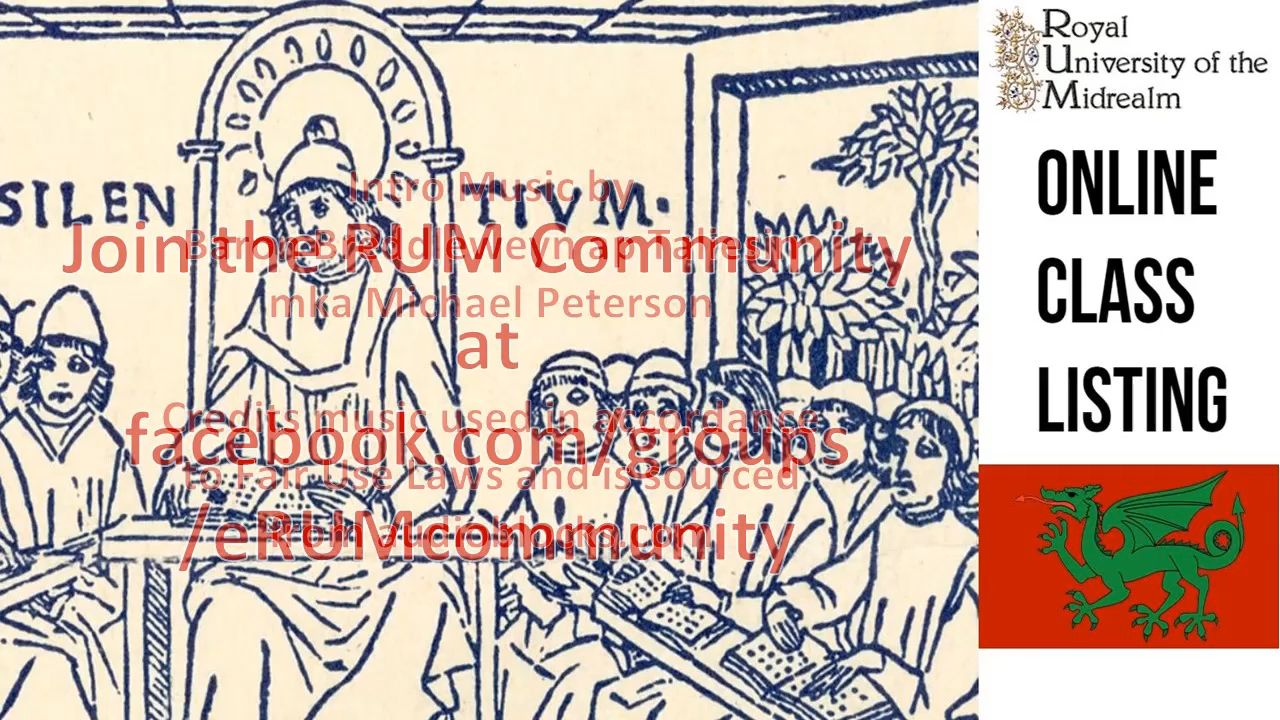 SILEN TIVM.
Intro Music by
Join the RUM Community
mka Michael Peterson
at
Credits music used in accordance
facebook.com/groups
to Fair Use Laws and is sourced
/eRUMcommunity
Royal
University of the
Midrealm
ONLINE
CLASS
LISTING